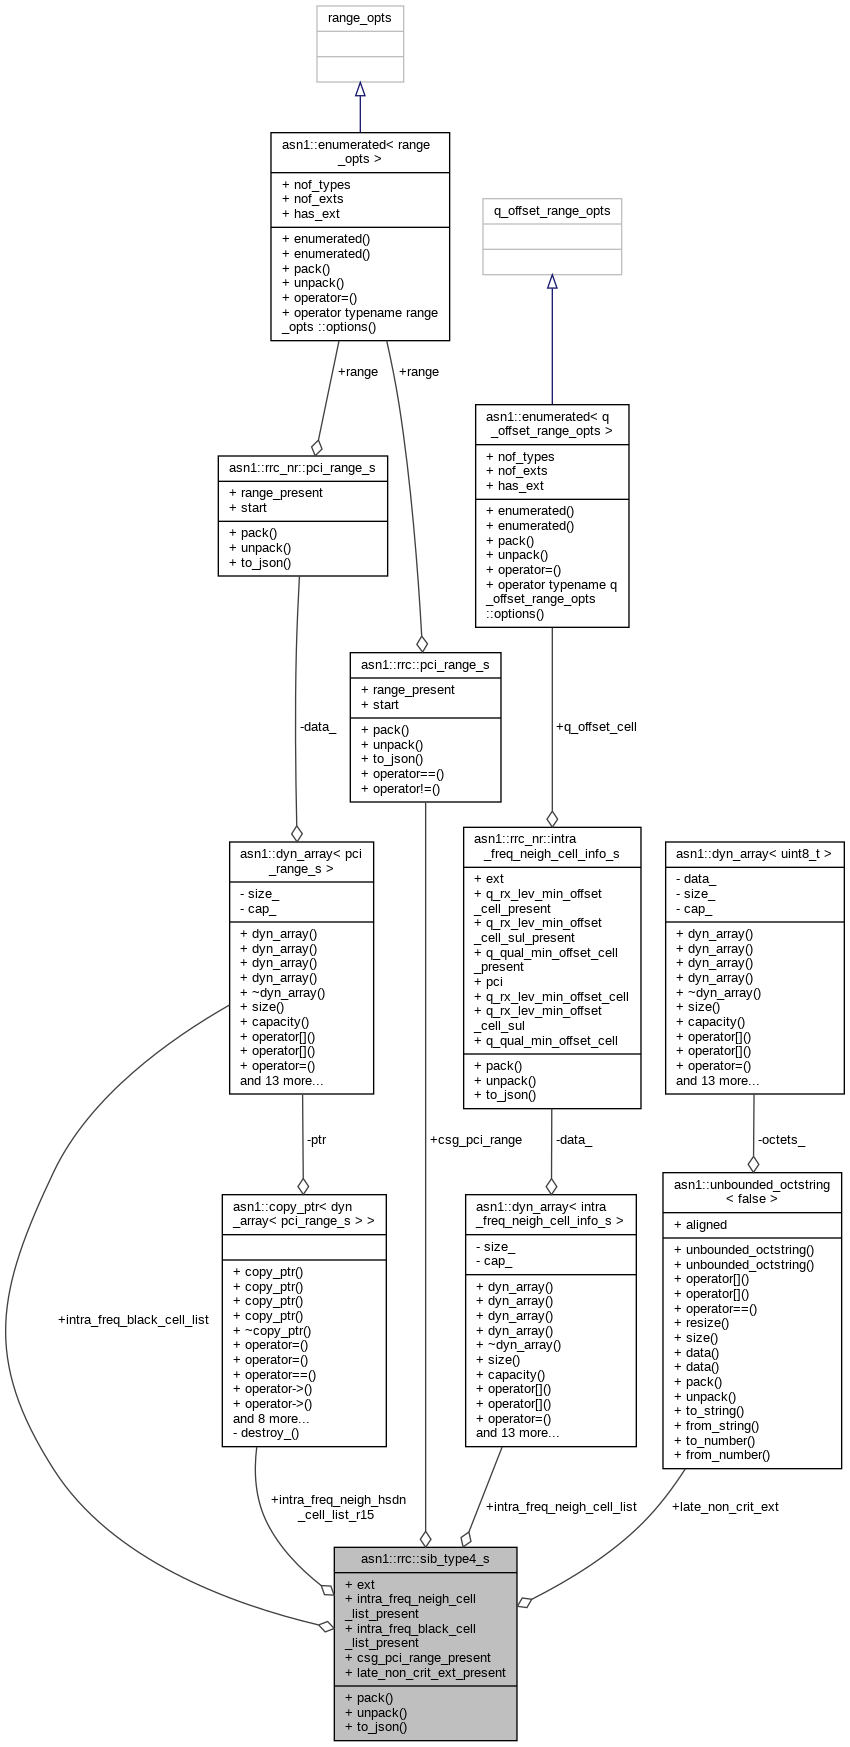 range_opts
asn1::enumerated< range
_opts >
+ nof_types
+ nof_exts
+ has_ext
+ enumerated()
+ enumerated()
+ pack()
+ unpack()
+ operator=()
+ operator typename range
_opts ::options()
q_offset_range_opts
+range
+range
asn1::enumerated< q
_offset_range_opts >
+ nof_types
+ nof_exts
+ has_ext
+ enumerated()
+ enumerated()
+ pack()
+ unpack()
+ operator=()
+ operator typename q
_offset_range_opts
::options()
asn1::rrc_nr::pci_range_s
+ range_present
+ start
+ pack()
+ unpack()
+ to_json()
asn1::rrc::pci_range_s
+ range_present
+ start
+ pack()
+ unpack()
+ to_json()
+ operator==()
+ operator!=()
-data_
+q_offset_cell
asn1::dyn_array< pci
_range_s >
- size_
- cap_
+ dyn_array()
+ dyn_array()
+ dyn_array()
+ dyn_array()
+ ~dyn_array()
+ size()
+ capacity()
+ operator[]()
+ operator[]()
+ operator=()
and 13 more...
asn1::rrc_nr::intra
_freq_neigh_cell_info_s
+ ext
+ q_rx_lev_min_offset
_cell_present
+ q_rx_lev_min_offset
_cell_sul_present
+ q_qual_min_offset_cell
_present
+ pci
+ q_rx_lev_min_offset_cell
+ q_rx_lev_min_offset
_cell_sul
+ q_qual_min_offset_cell
+ pack()
+ unpack()
+ to_json()
asn1::dyn_array< uint8_t >
- data_
- size_
- cap_
+ dyn_array()
+ dyn_array()
+ dyn_array()
+ dyn_array()
+ ~dyn_array()
+ size()
+ capacity()
+ operator[]()
+ operator[]()
+ operator=()
and 13 more...
-ptr
+csg_pci_range
-data_
-octets_
asn1::copy_ptr< dyn
_array< pci_range_s > >
+ copy_ptr()
+ copy_ptr()
+ copy_ptr()
+ copy_ptr()
+ ~copy_ptr()
+ operator=()
+ operator=()
+ operator==()
+ operator->()
+ operator->()
and 8 more...
- destroy_()
asn1::dyn_array< intra
_freq_neigh_cell_info_s >
- size_
- cap_
+ dyn_array()
+ dyn_array()
+ dyn_array()
+ dyn_array()
+ ~dyn_array()
+ size()
+ capacity()
+ operator[]()
+ operator[]()
+ operator=()
and 13 more...
asn1::unbounded_octstring
< false >
+ aligned
+ unbounded_octstring()
+ unbounded_octstring()
+ operator[]()
+ operator[]()
+ operator==()
+ resize()
+ size()
+ data()
+ data()
+ pack()
+ unpack()
+ to_string()
+ from_string()
+ to_number()
+ from_number()
+intra_freq_black_cell_list
+intra_freq_neigh_hsdn
_cell_list_r15
+intra_freq_neigh_cell_list
+late_non_crit_ext
asn1::rrc::sib_type4_s
+ ext
+ intra_freq_neigh_cell
_list_present
+ intra_freq_black_cell
_list_present
+ csg_pci_range_present
+ late_non_crit_ext_present
+ pack()
+ unpack()
+ to_json()